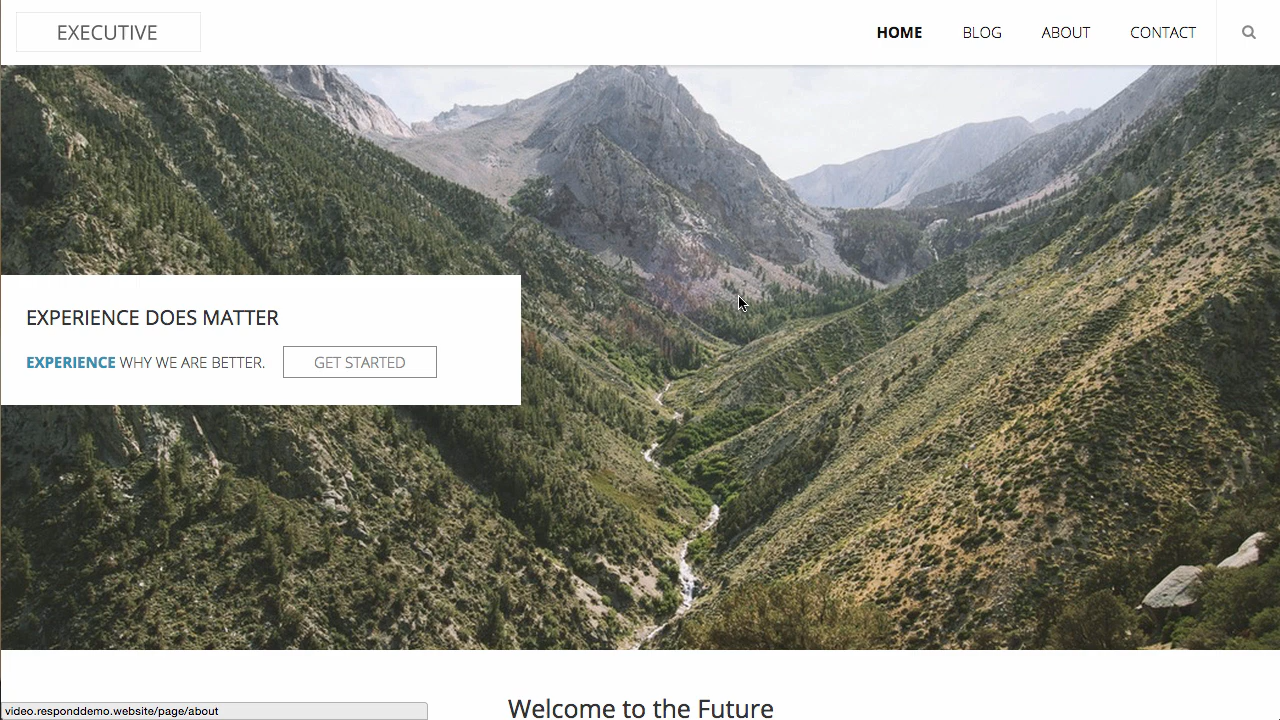 EXECUTIVE
HOME BLOG ABOUT CONTACT
EXPERIENCE DOES MATTER
EXPERIENCE WHY WE ARE BETTER. GET STARTED
Welcome to the Future
video.responddemo.website/page/about